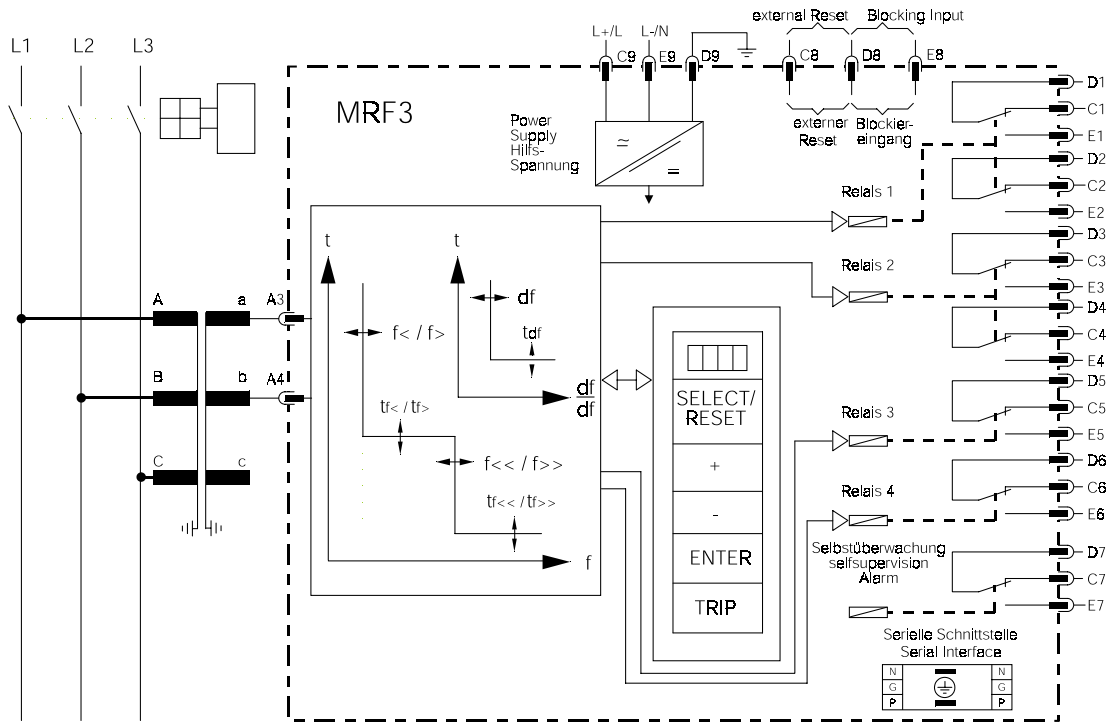 external Reset
Blocking Input
L+/L
L-/N
L1
L2
L3
C9
E9
D9
C8
D8
E8
MRF3
Power
Supply
Hilfs-
Spannung
≃
=
externer
Reset
Blockier-
eingang
D1
C1
E1
D2
C2
E2
D3
C3
E3
D4
C4
E4
D5
C5
E5
D6
C6
E6
D7
C7
E7
Relais 1
Relais 2
Relais 3
Relais 4
Selbstüberwachung
selfsupervision
Alarm
A
a
A3
B
b
A4
C
c
t
f< / f>
tf< / tf>
f<< / f>>
tf<< / tf>>
f
t
df
tdf
df
df
SELECT/
RESET
+
-
ENTER
TRIP
Serielle Schnittstelle
Serial Interface
N
G
P
N
G
P